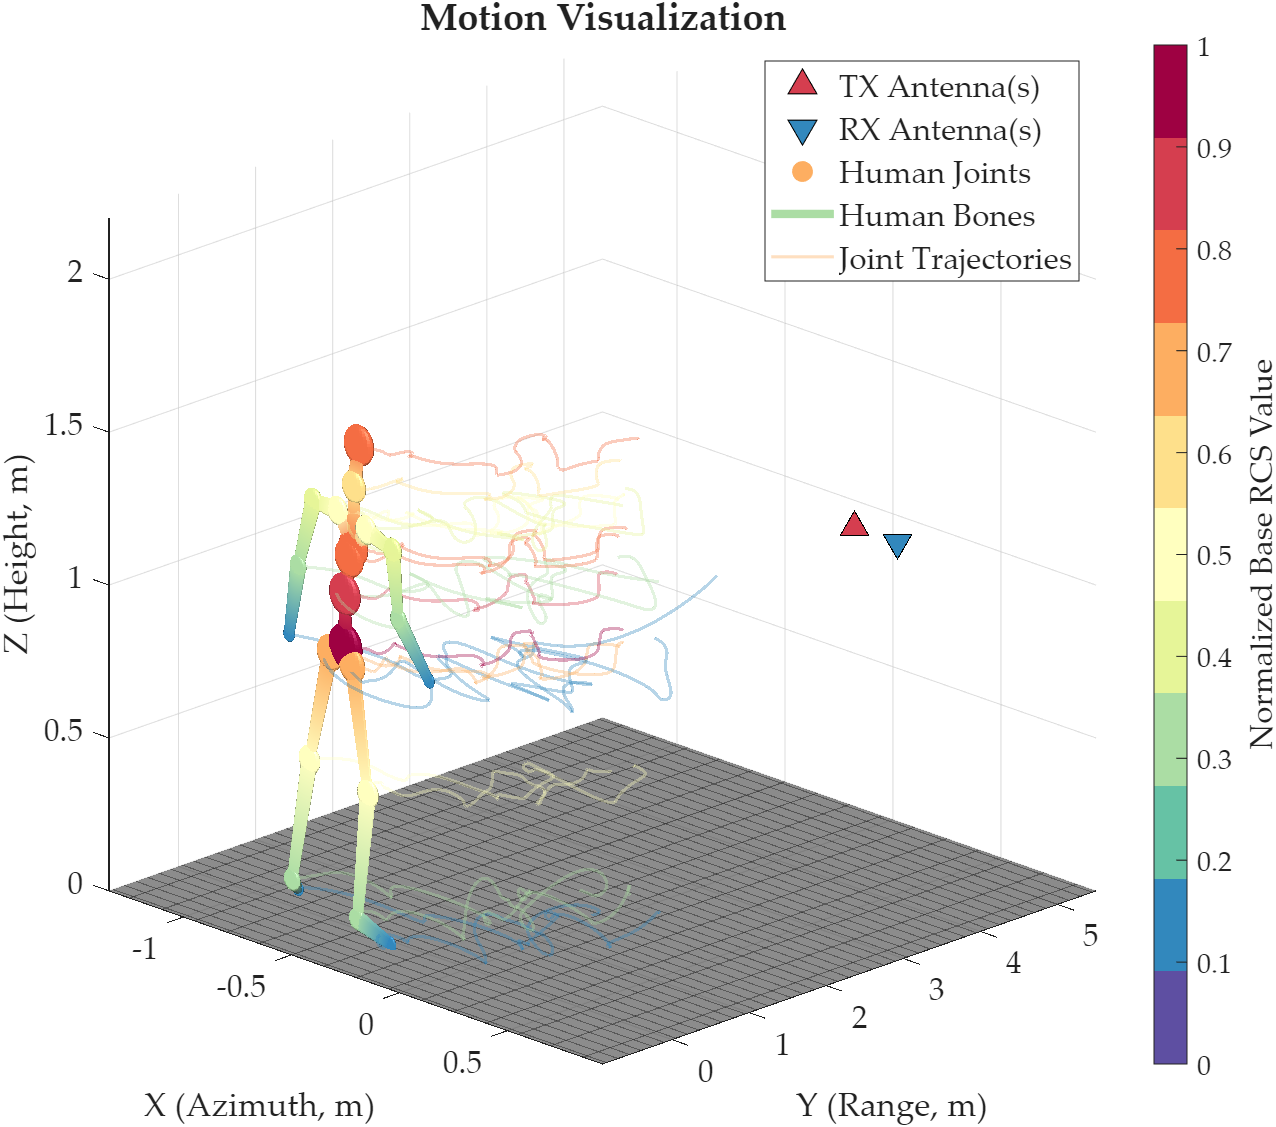 Motion Visualization
TX Antenna(s)
RX Antenna(s)
Human Joints
Human Bones
Joint Trajectories
Z (Height, m)
2
1.5
1
0.5
0
-1
-0.5
0
0.5
X (Azimuth, m)
0
1
2
3
4
5
Y (Range, m)
1
0.9
0.8
0.7
0.6
0.5
0.4
0.3
0.2
0.1
0
Normalized Base RCS Value